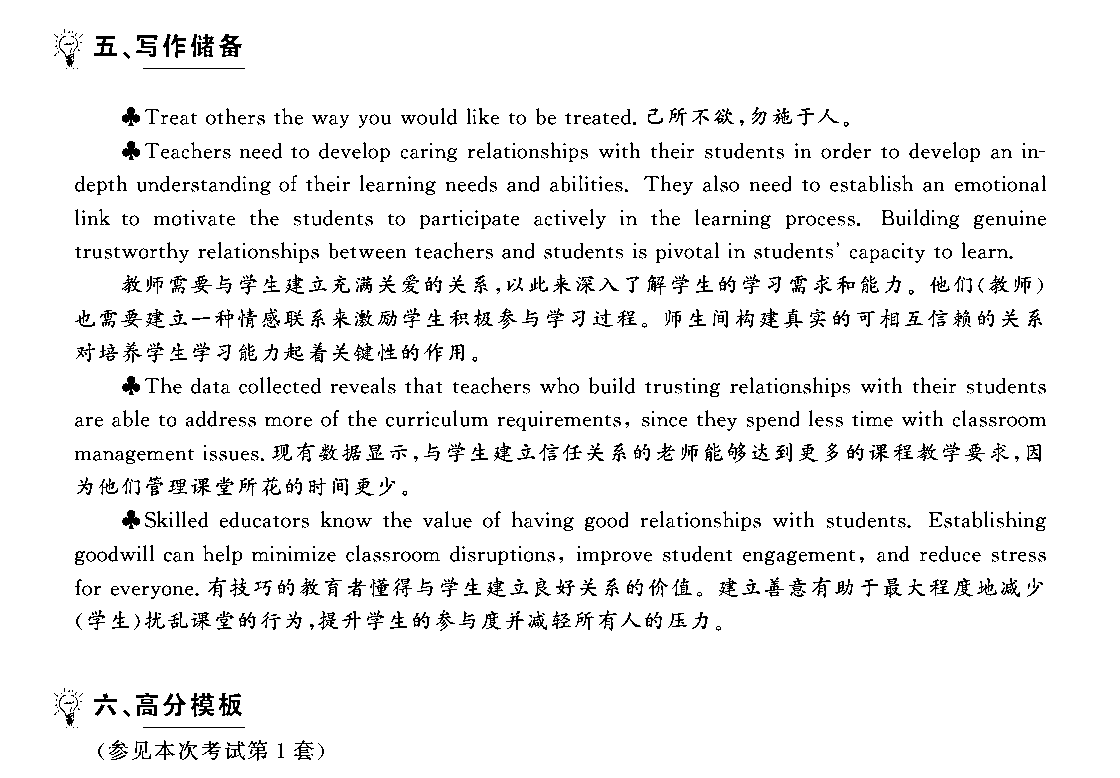 五、写作储备
♣Treat others the way you would like to be treated. 己所不欲,勿施于人。
♣Teachers need to develop caring relationships with their students in order to develop an in-
depth understanding of their learning needs and abilities. They also need to establish an emotional
link to motivate the students to participate actively in the learning process. Building genuine
trustworthy relationships between teachers and students is pivotal in students' capacity to learn.
教师需要与学生建立充满关爱的关系,以此来深入了解学生的学习需求和能力。他们(教师)
也需要建立一种情感联系来激励学生积极参与学习过程。师生间构建真实的可相互信赖的关系
对培养学生学习能力起着关键性的作用。
♣The data collected reveals that teachers who build trusting relationships with their students
are able to address more of the curriculum requirements, since they spend less time with classroom
management issues. 现有数据显示,与学生建立信任关系的老师能够达到更多的课程教学要求,因
为他们管理课堂所花的时间更少。
♣Skilled educators know the value of having good relationships with students. Establishing
goodwill can help minimize classroom disruptions, improve student engagement, and reduce stress
for everyone. 有技巧的教育者懂得与学生建立良好关系的价值。建立善意有助于最大程度地减少
(学生)扰乱课堂的行为,提升学生的参与度并减轻所有人的压力。
六、高分模板
(参见本次考试第 1 套)